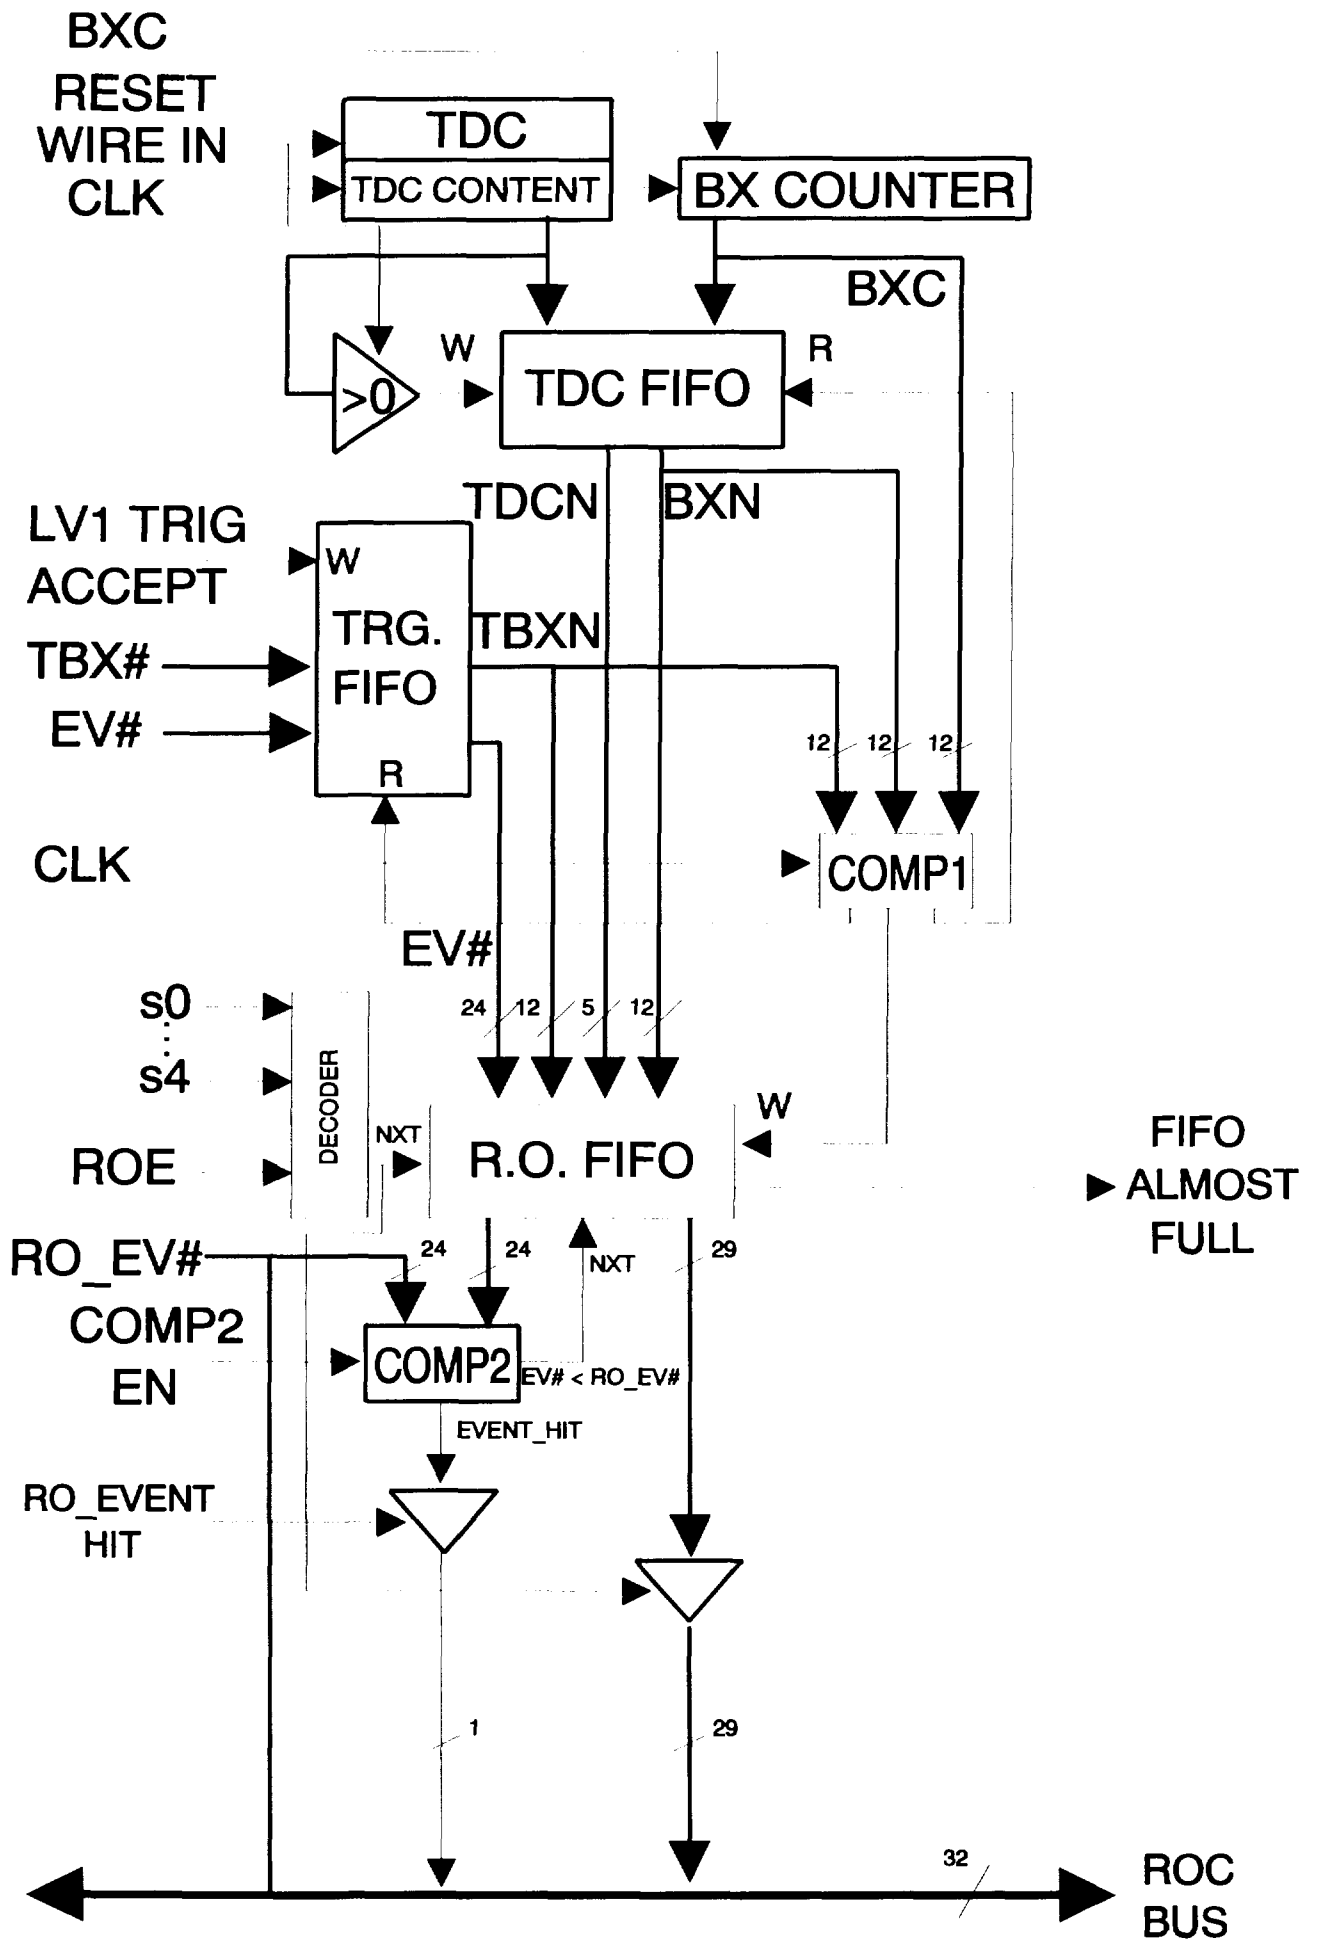 BXC
RESET
WIRE IN
CLK
TDC
TDC CONTENT
BX COUNTER
BXC
>0
W
TDC FIFO
R
TDCN
BXN
LV1 TRIG
ACCEPT
W
TRG.
FIFO
R
TBXN
TBX#
EV#
12
12
12
CLK
COMP1
EV#
24
12
5
12
s0
s4
ROE
DECODER
NXT
R.O. FIFO
W
FIFO
ALMOST
FULL
RO_EV#
24
24
NXT
29
COMP2
EN
COMP2
EV# < RO_EV#
EVENT_HIT
RO_EVENT
HIT
1
29
32
ROC
BUS